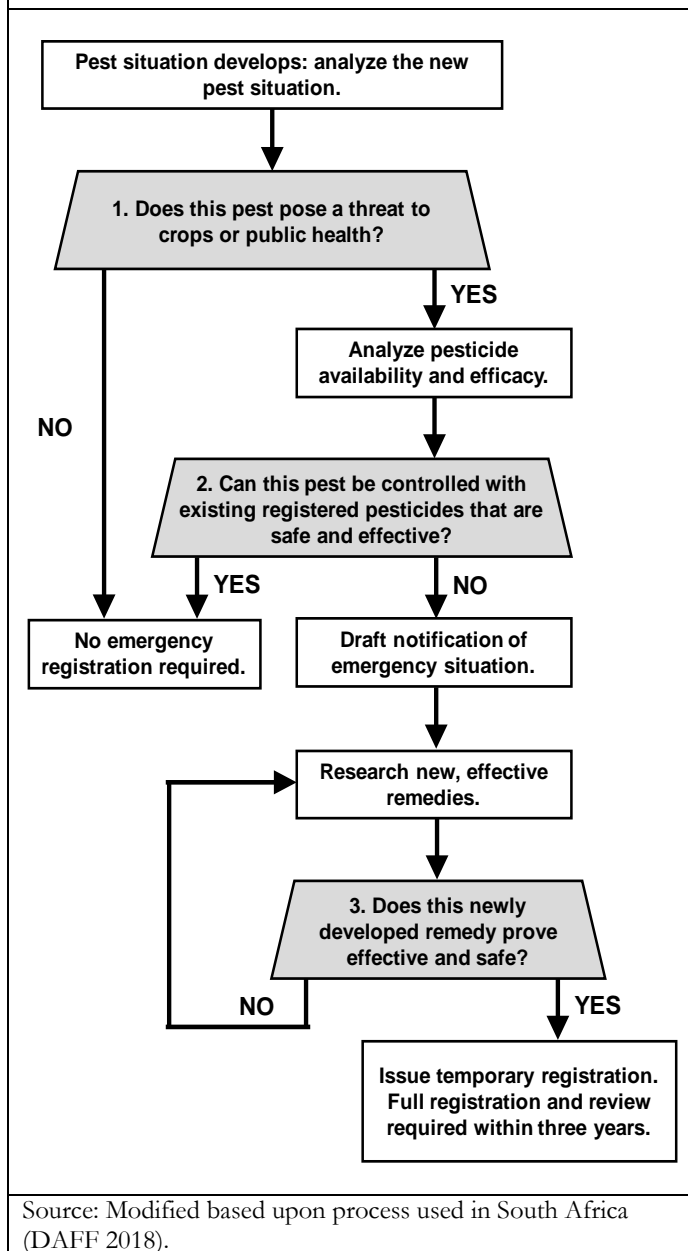 Pest situation develops: analyze the new
pest situation.
1. Does this pest pose a threat to
crops or public health?
YES
Analyze pesticide
availability and efficacy.
NO
2. Can this pest be controlled with
existing registered pesticides that are
safe and effective?
YES
NO
No emergency
registration required.
Draft notification of
emergency situation.
Research new, effective
remedies.
3. Does this newly
developed remedy prove
effective and safe?
NO
YES
Issue temporary registration.
Full registration and review
required within three years.
Source: Modified based upon process used in South Africa
(DAFF 2018).